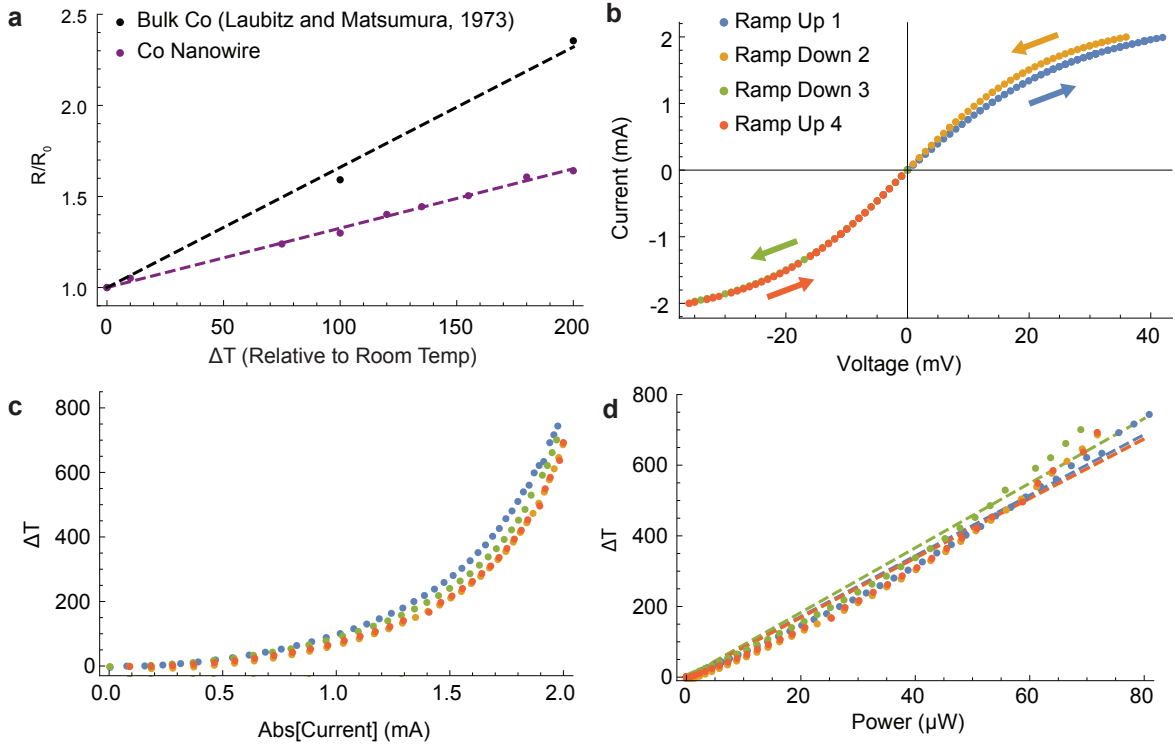 a
Bulk Co (Laubitz and Matsumura, 1973)
Co Nanowire
2.5
2.0
1.5
1.0
R/R0
0
50
100
150
200
ΔT (Relative to Room Temp)
b
Ramp Up 1
Ramp Down 2
Ramp Down 3
Ramp Up 4
2
1
0
-1
-2
Current (mA)
-20
0
20
40
Voltage (mV)
c
800
600
400
200
0
ΔT
0.0
0.5
1.0
1.5
2.0
Abs[Current] (mA)
d
800
600
400
200
0
ΔT
0
20
40
60
80
Power (μW)